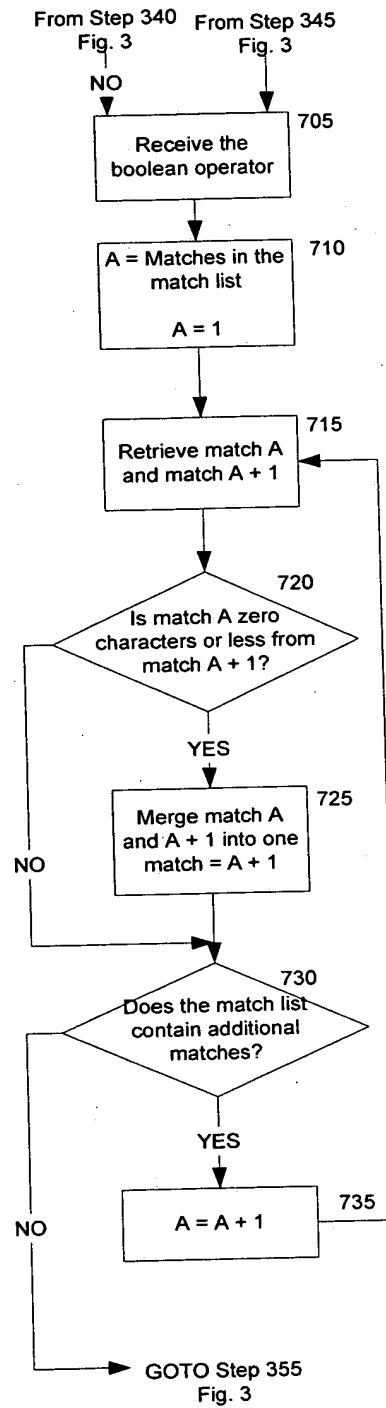 From Step 340
Fig. 3
From Step 345
Fig. 3
NO
705
Receive the
boolean operator
710
A = Matches in the
match list
A = 1
715
Retrieve match A
and match A + 1
720
Is match A zero
characters or less from
match A + 1?
YES
725
Merge match A
and A + 1 into one
match = A + 1
NO
730
Does the match list
contain additional
matches?
YES
735
A = A + 1
NO
GOTO Step 355
Fig. 3